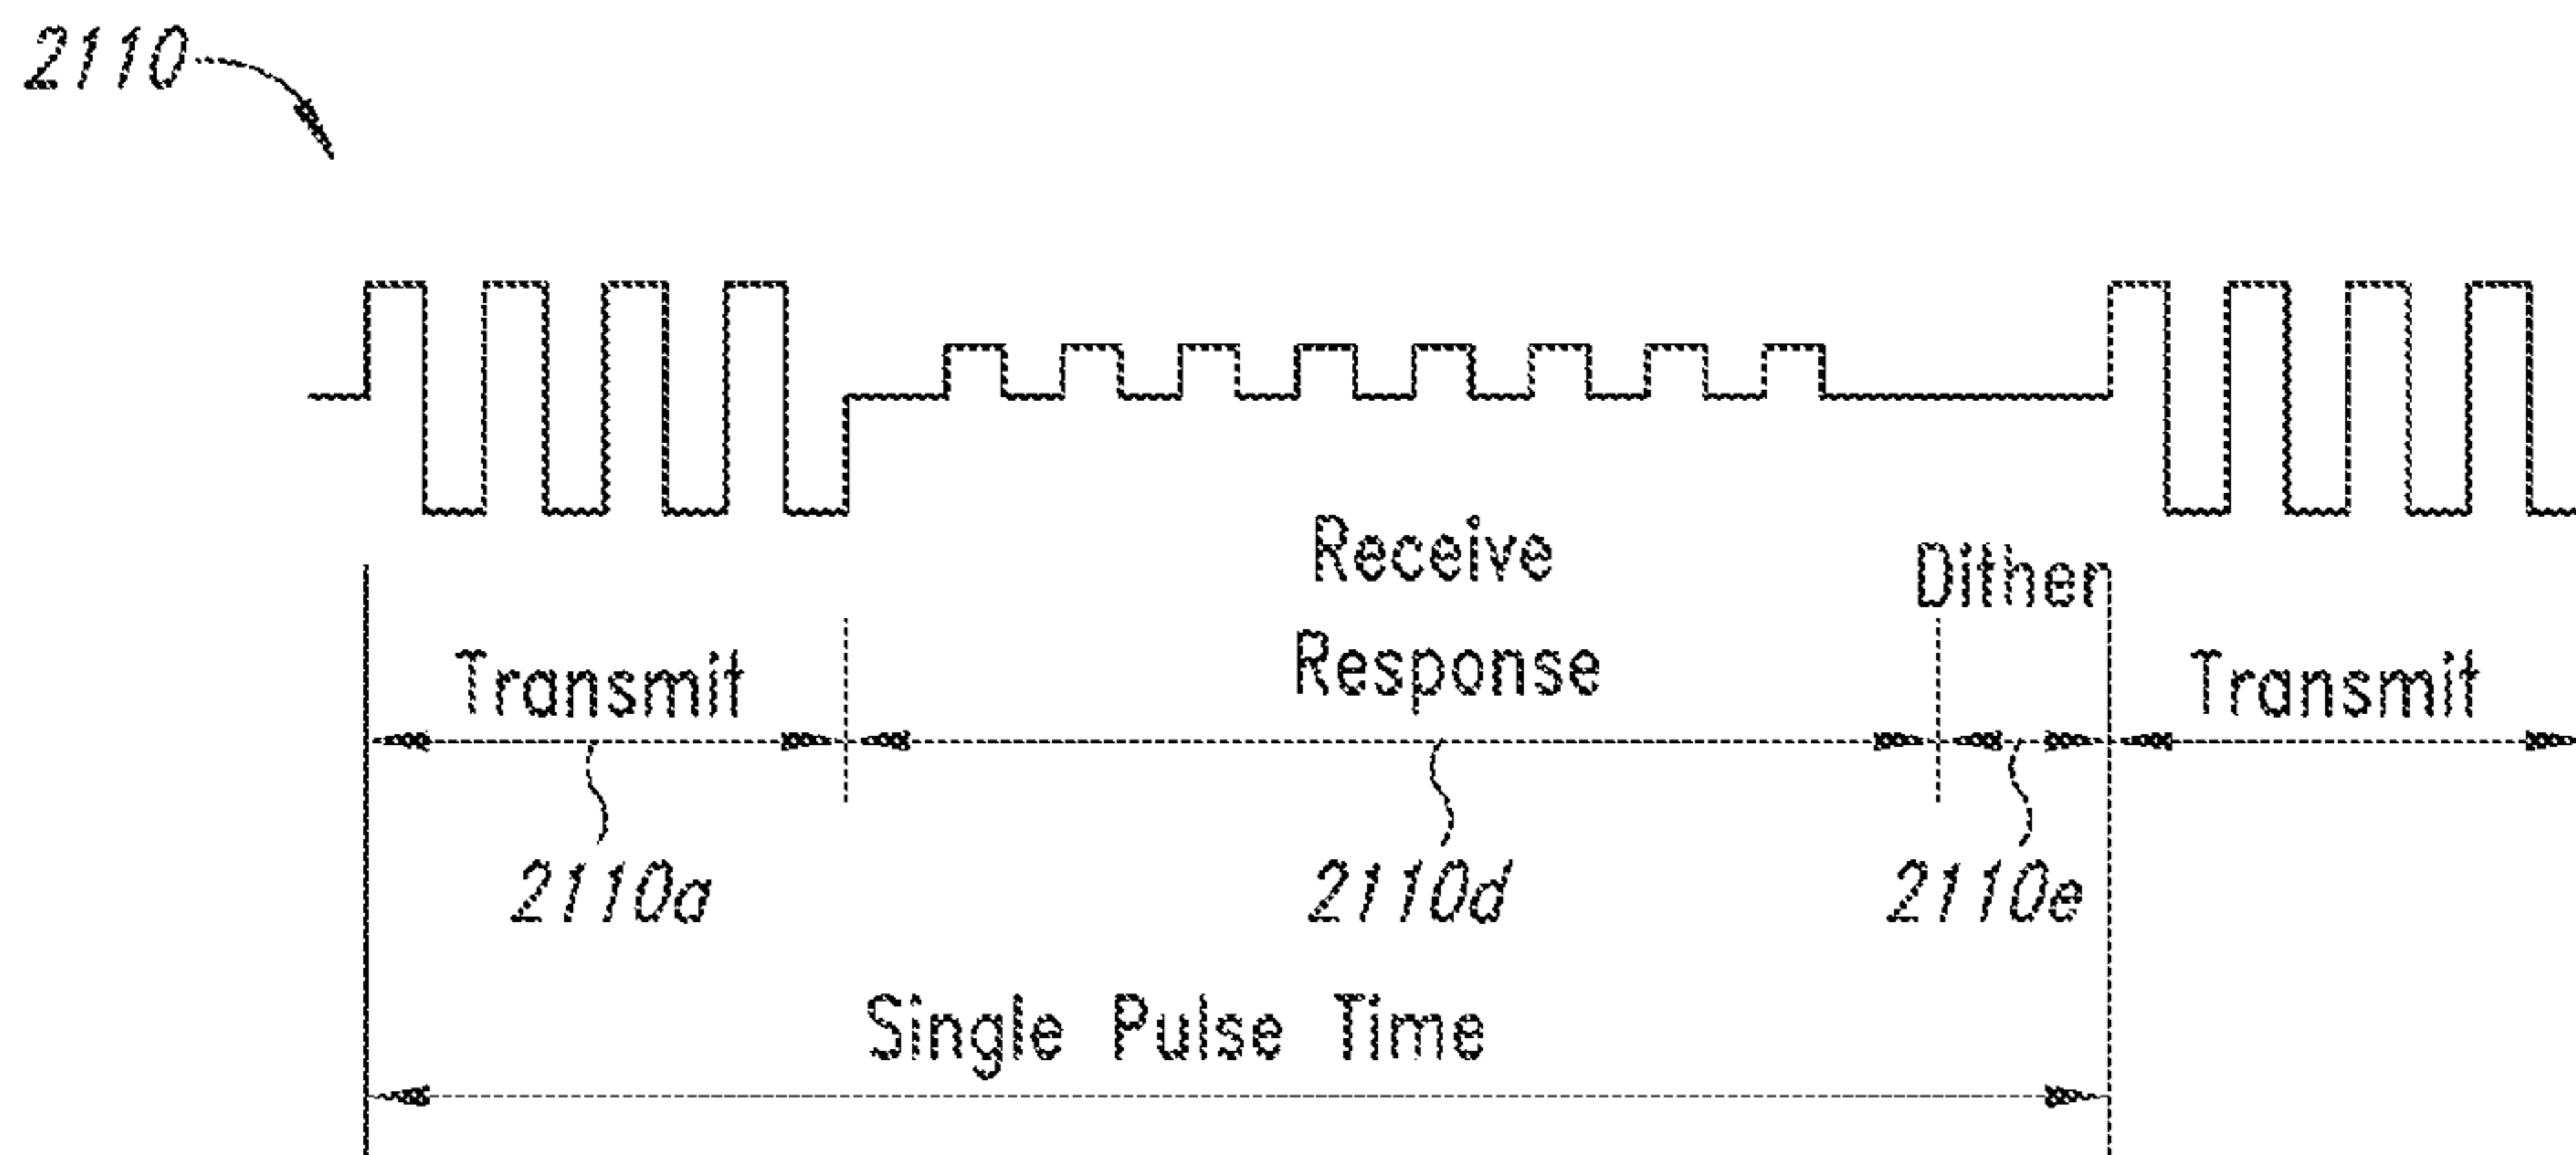 2110
Receive
Response
Dither
Transmit
Transmit
2110a
2110d
2110e
Single Pulse Time